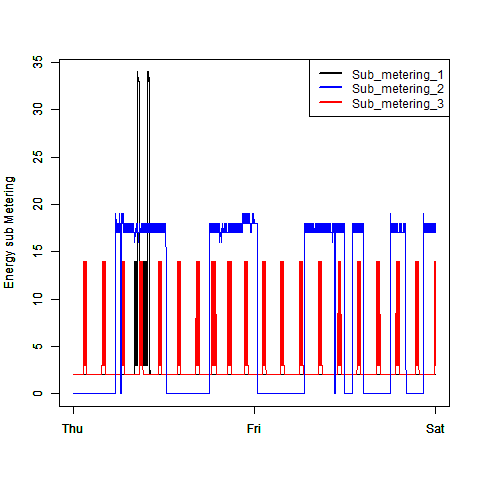 Energy sub Metering
35
30
25
20
15
10
5
0
Sub_metering_1
Sub_metering_2
Sub_metering_3
Thu Fri Sat